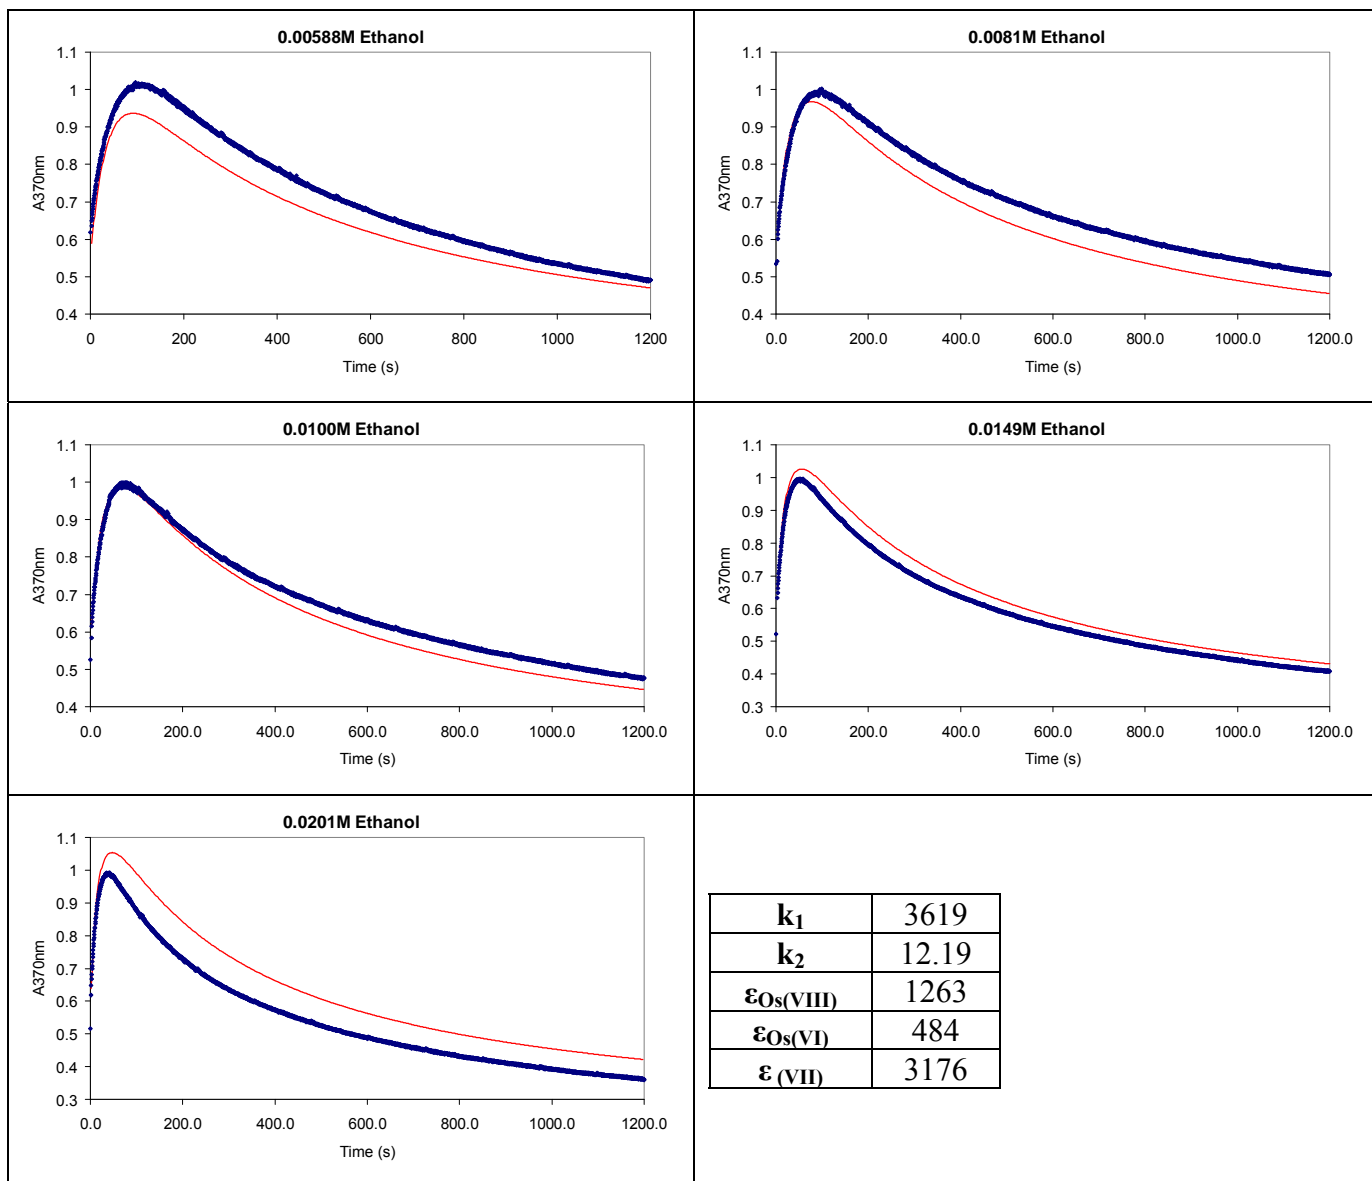 0.00588M Ethanol
1.1
1
0.9
0.8
0.7
0.6
0.5
0.4
A370nm
0 200 400 600 800 1000 1200
Time (s)
0.0081M Ethanol
1.1
1
0.9
0.8
0.7
0.6
0.5
0.4
A370nm
0.0 200.0 400.0 600.0 800.0 1000.0 1200.0
Time (s)
0.0100M Ethanol
1.1
1
0.9
0.8
0.7
0.6
0.5
0.4
A370nm
0.0 200.0 400.0 600.0 800.0 1000.0 1200.0
Time (s)
0.0149M Ethanol
1.1
1
0.9
0.8
0.7
0.6
0.5
0.4
0.3
A370nm
0.0 200.0 400.0 600.0 800.0 1000.0 1200.0
Time (s)
0.0201M Ethanol
1.1
1
0.9
0.8
0.7
0.6
0.5
0.4
0.3
A370nm
0.0 200.0 400.0 600.0 800.0 1000.0 1200.0
Time (s)
k₁ 3619
k₂ 12.19
εOs(VIII) 1263
εOs(VI) 484
ε (VII) 3176